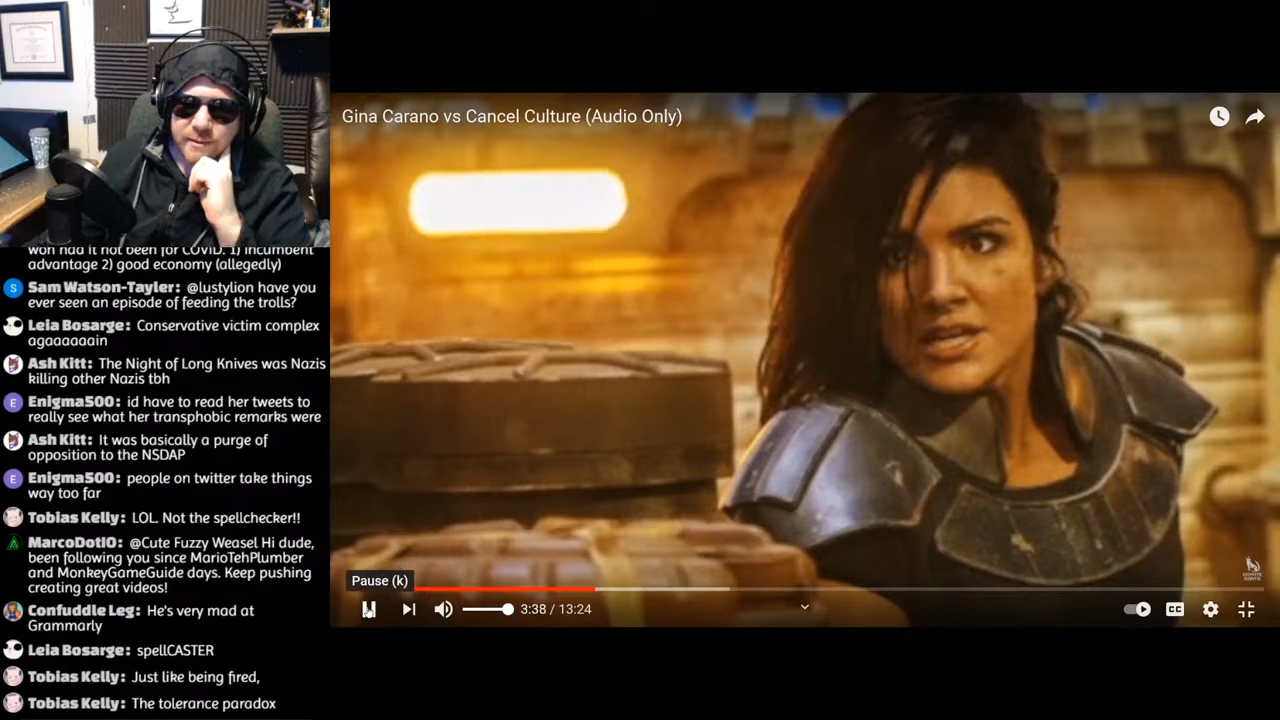 won had it not been for COVID. 1) incumbent
advantage 2) good economy (allegedly)
S Sam Watson-Tayler: @lustylion have you
ever seen an episode of feeding the trolls?
Leia Bosarge: Conservative victim complex
agaaaaaain
Ash Kitt: The Night of Long Knives was Nazis
killing other Nazis tbh
E Enigma500: id have to read her tweets to
really see what her transphobic remarks were
Ash Kitt: It was basically a purge of
opposition to the NSDAP
E Enigma500: people on twitter take things
way too far
Tobias Kelly: LOL. Not the spellchecker!!
MarcoDotIO: @Cute Fuzzy Weasel Hi dude,
been following you since MarioTehPlumber
and MonkeyGameGuide days. Keep pushing
creating great videos!
Confuddle Leg: He's very mad at
Grammarly
Leia Bosarge: spellCASTER
Tobias Kelly: Just like being fired,
Tobias Kelly: The tolerance paradox
Gina Carano vs Cancel Culture (Audio Only)
Pause (k)
3:38 / 13:24
CC